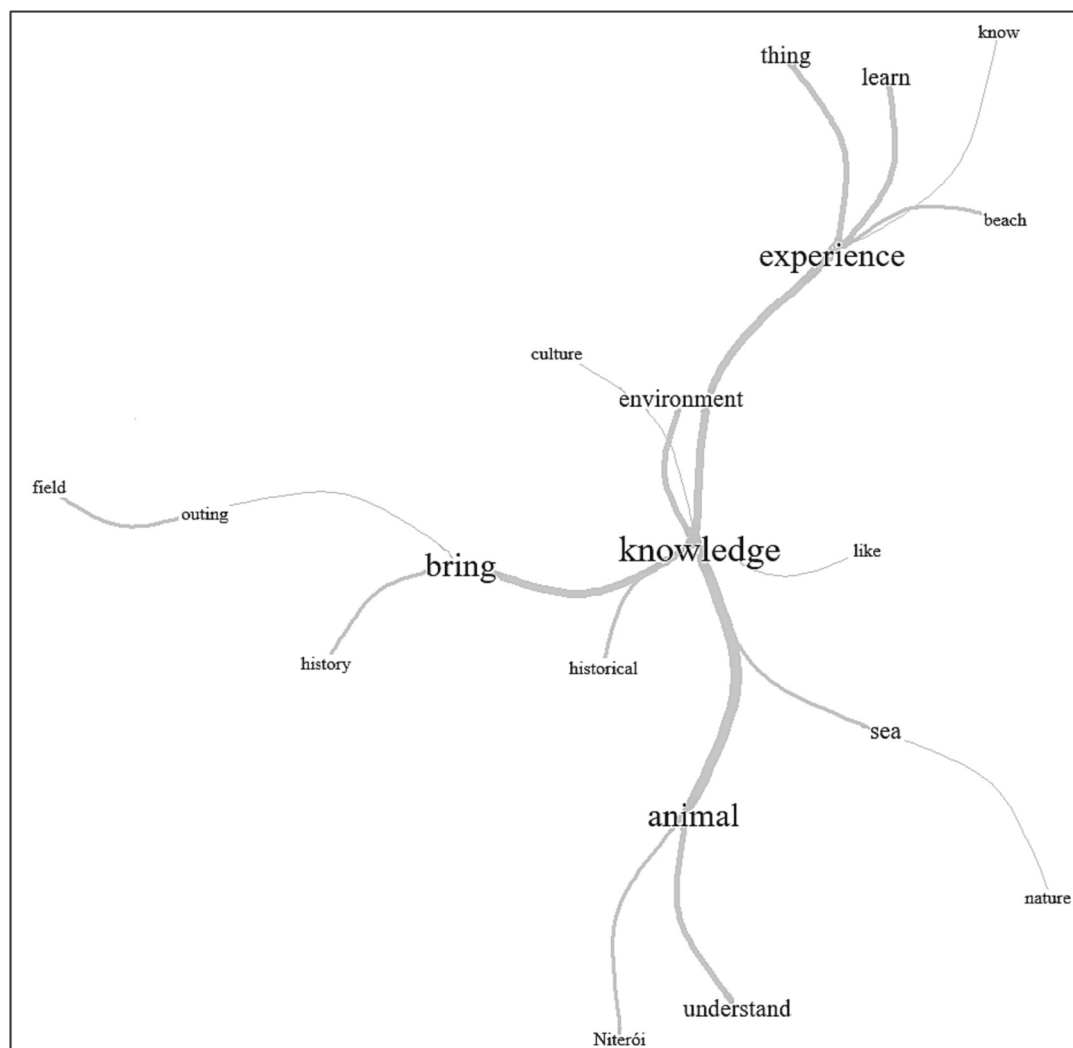 know
thing
learn
beach
experience
culture
environment
field
outing
bring
knowledge
like
history
historical
sea
animal
nature
understand
Niterói